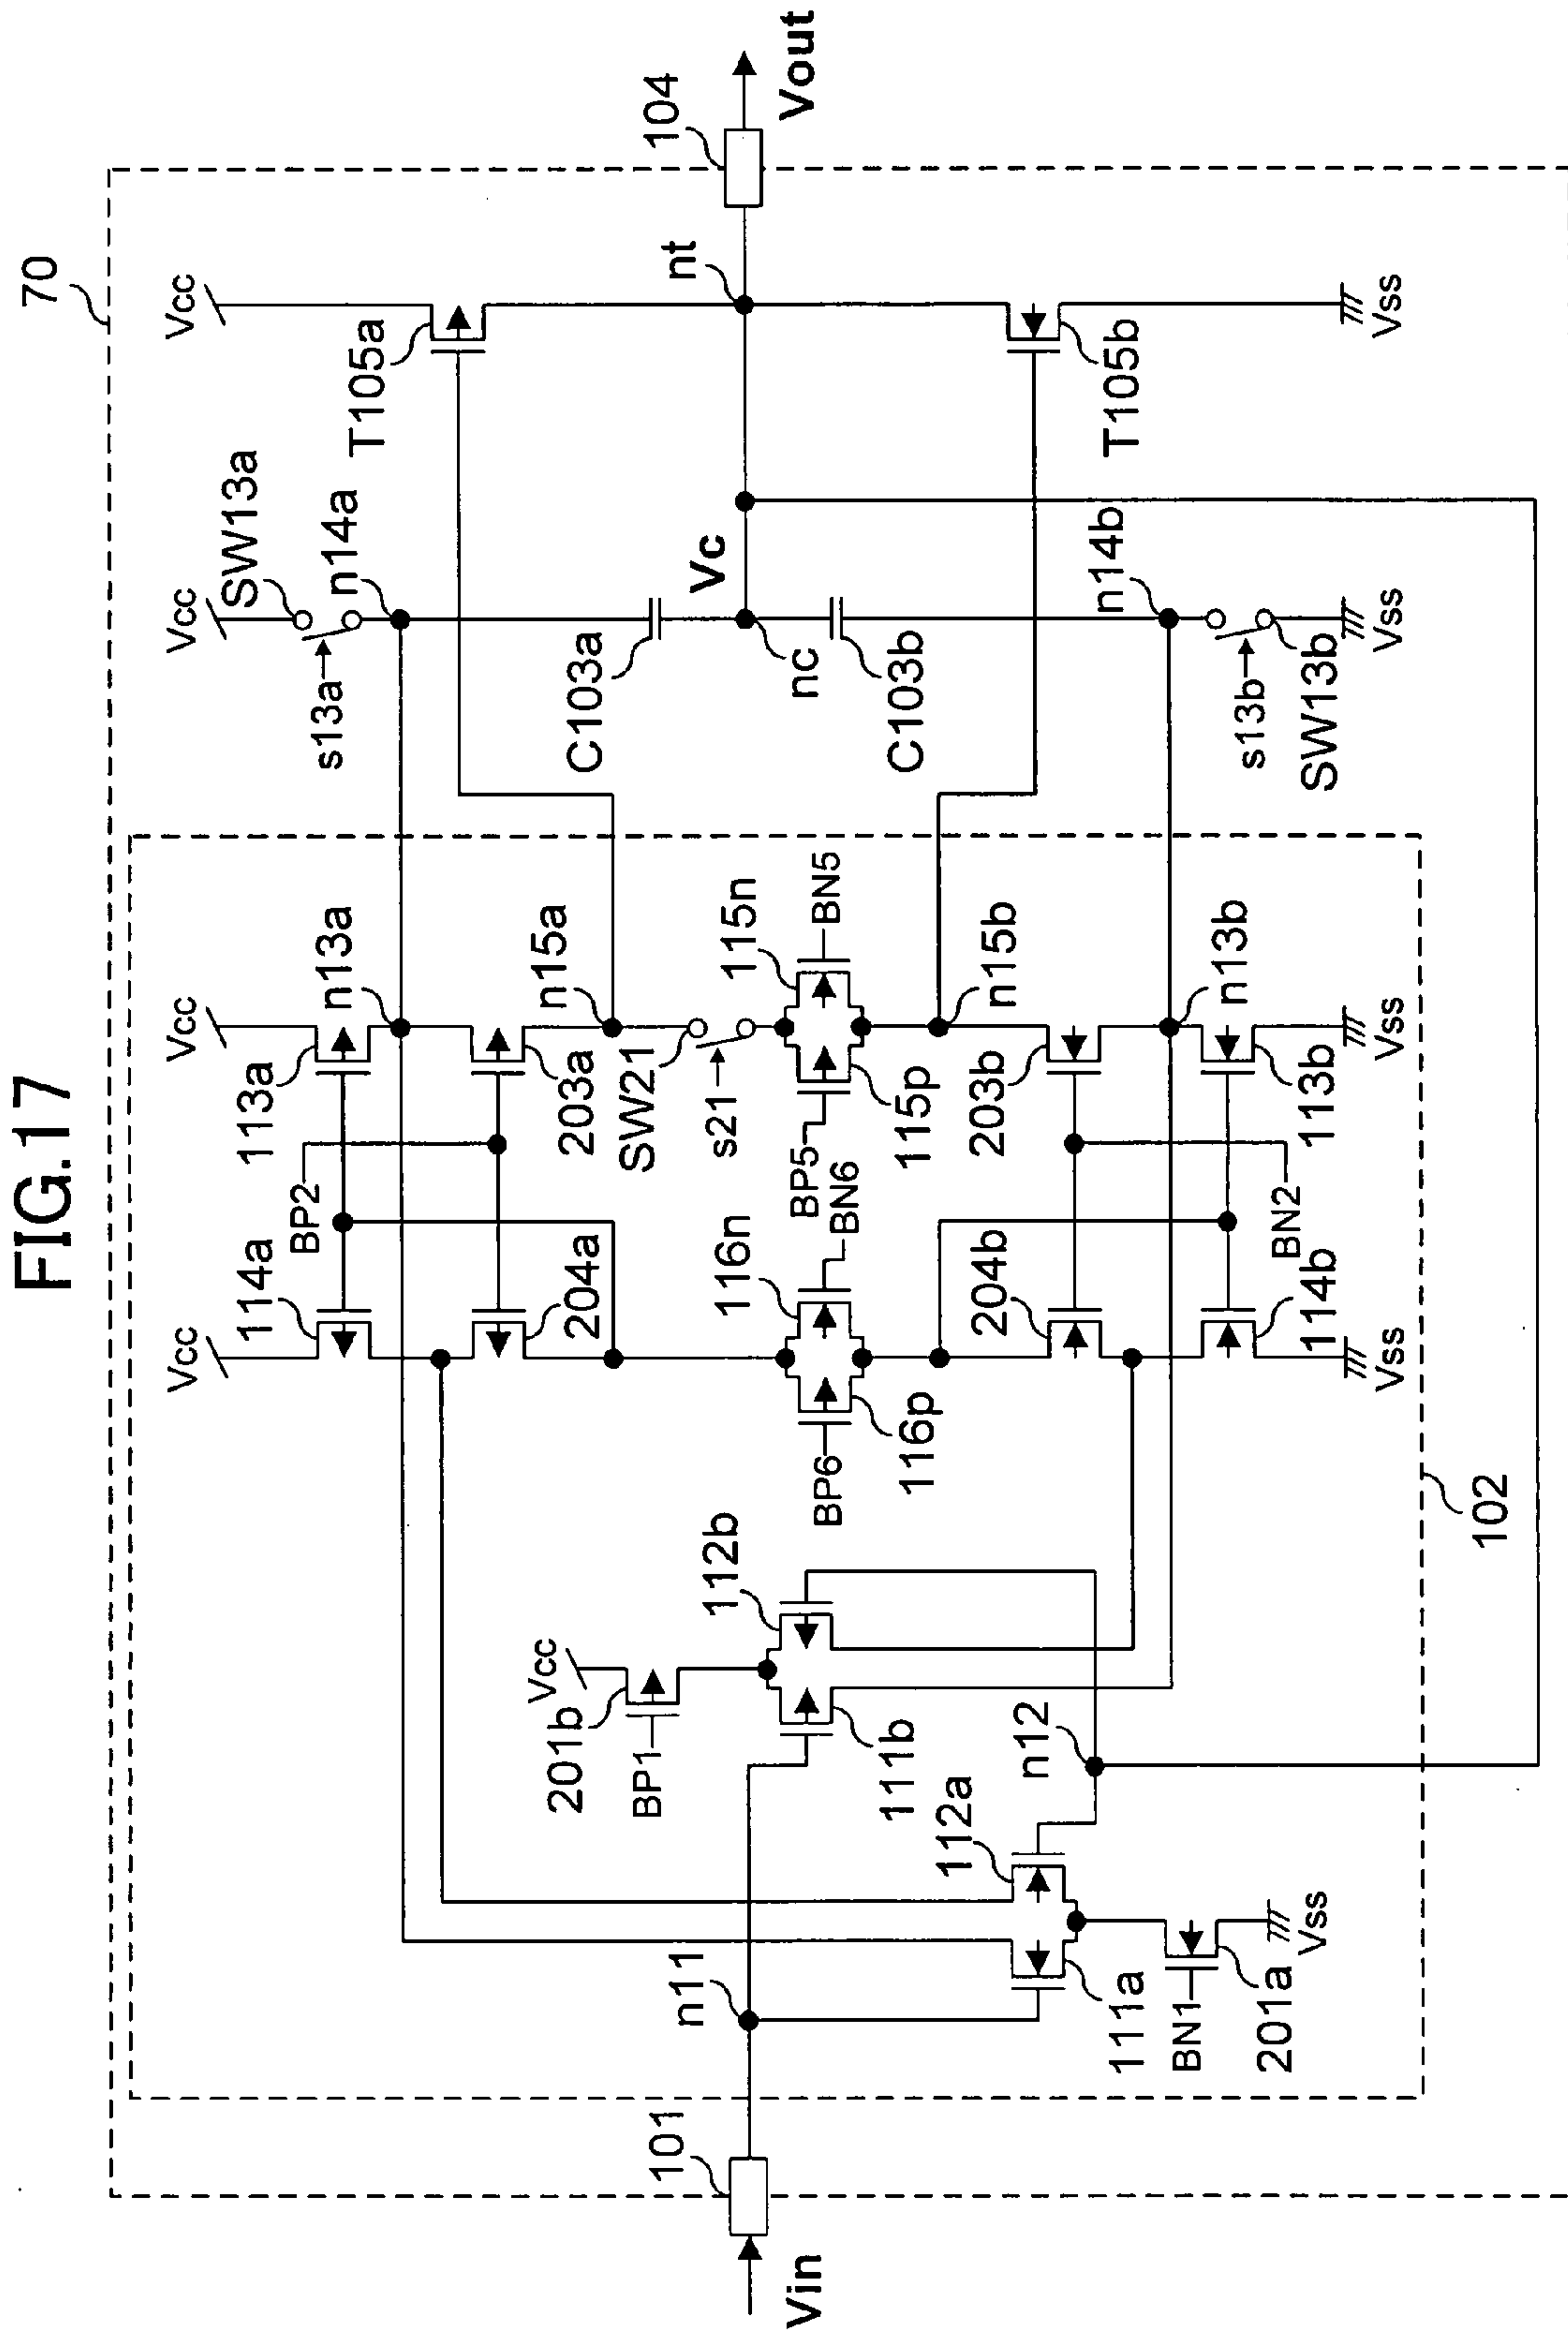 FIG.17
70
Vcc
Vcc
Vcc
Vcc
SW13a
114a
113a
n13a
n14a
s13a
BP2
T105a
204a
203a
n15a
C103a
SW21
s21
nt
104
Vout
Vc
nc
Vcc
201b
BP1
112b
116n
BN6
BP5
115n
BN5
101
Vin
n11
111b
BP6
116p
115p
n15b
C103b
112a
n12
204b
203b
T105b
n14b
111a
BN1
201a
Vss
BN2
114b
113b
n13b
s13b
SW13b
Vss
Vss
Vss
Vss
102